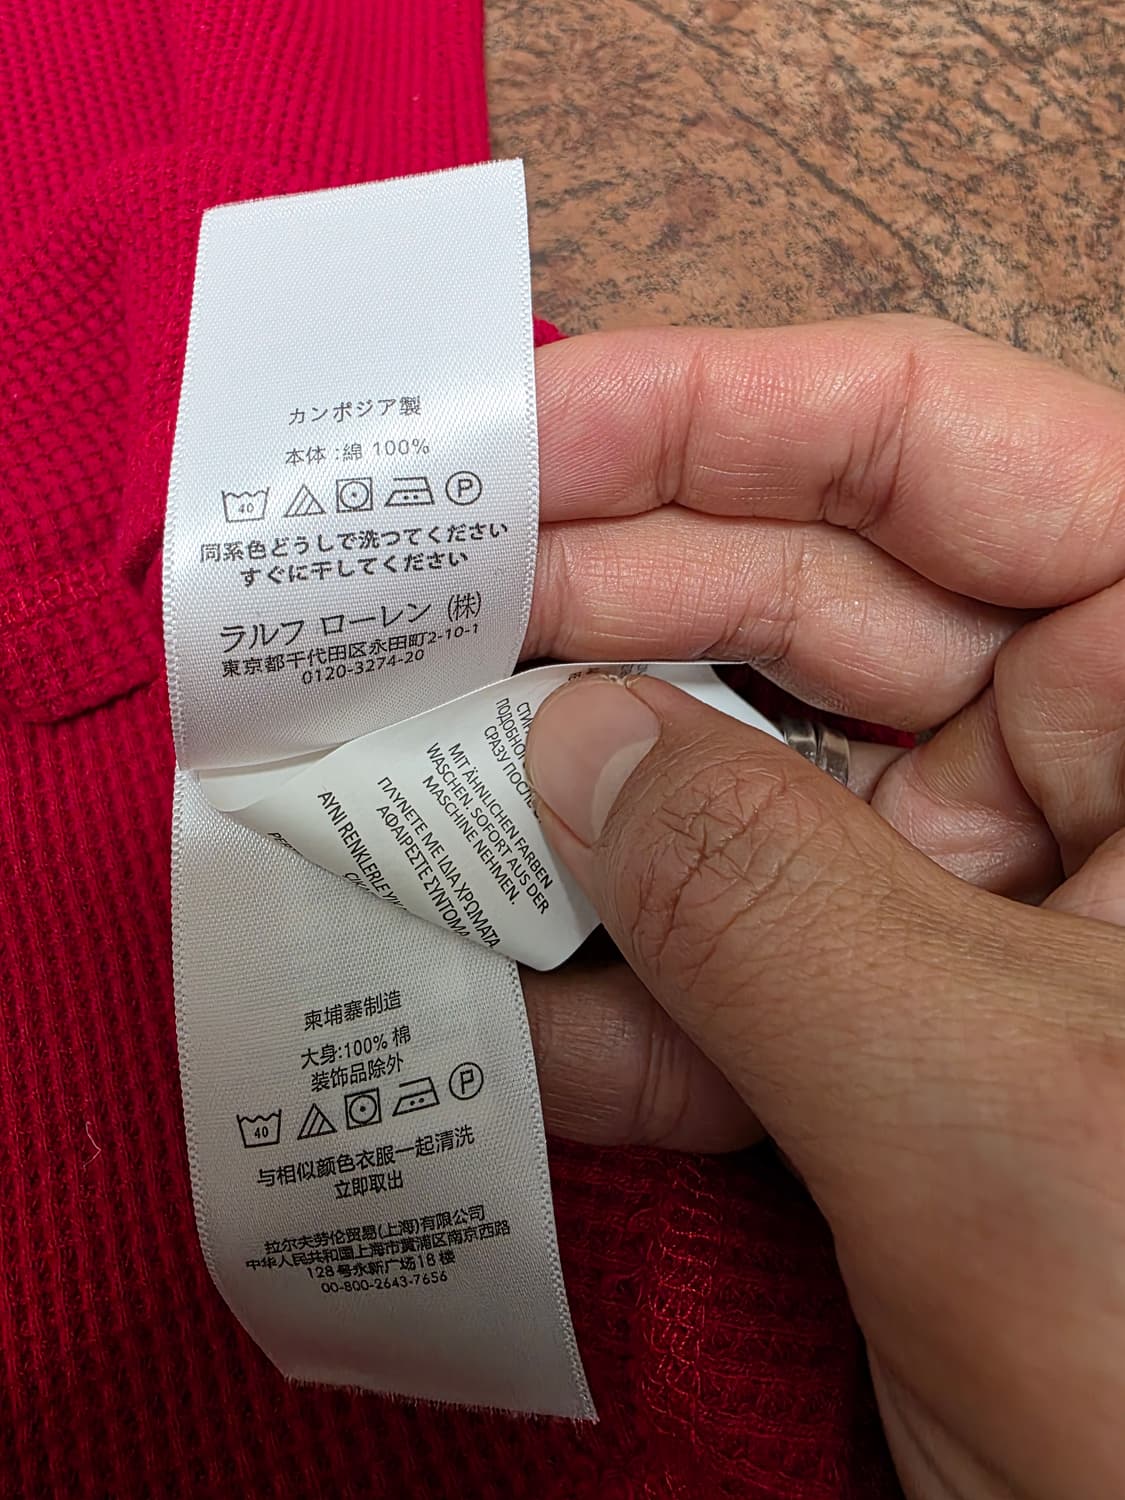 カンボジア製
本体 :綿 100%
40 P
同系色どうしで洗つてください
すぐに干してください
ラルフ ローレン (株)
東京都千代田区永田町2-10-1
0120-3274-20
ПОДОБНО
СРАЗУ ПОСЛЕ
MIT ÄHNLICHEN FARBEN
WASCHEN. SOFORT AUS DER
MASCHINE NEHMEN.
ΠΛΥΝΕΤΕ ΜΕ ΙΔΙΑ ΧΡΩΜΑΤΑ
ΑΦΑΙΡΕΣΤΕ ΣΥΝΤΟΜΑ
AYNI RENKLERLE
柬埔寨制造
大身:100% 棉
装饰品除外
40 P
与相似颜色衣服一起清洗
立即取出
拉尔夫劳伦贸易(上海)有限公司
中华人民共和国上海市黄浦区南京西路
128号永新广场18楼
00-800-2643-7656